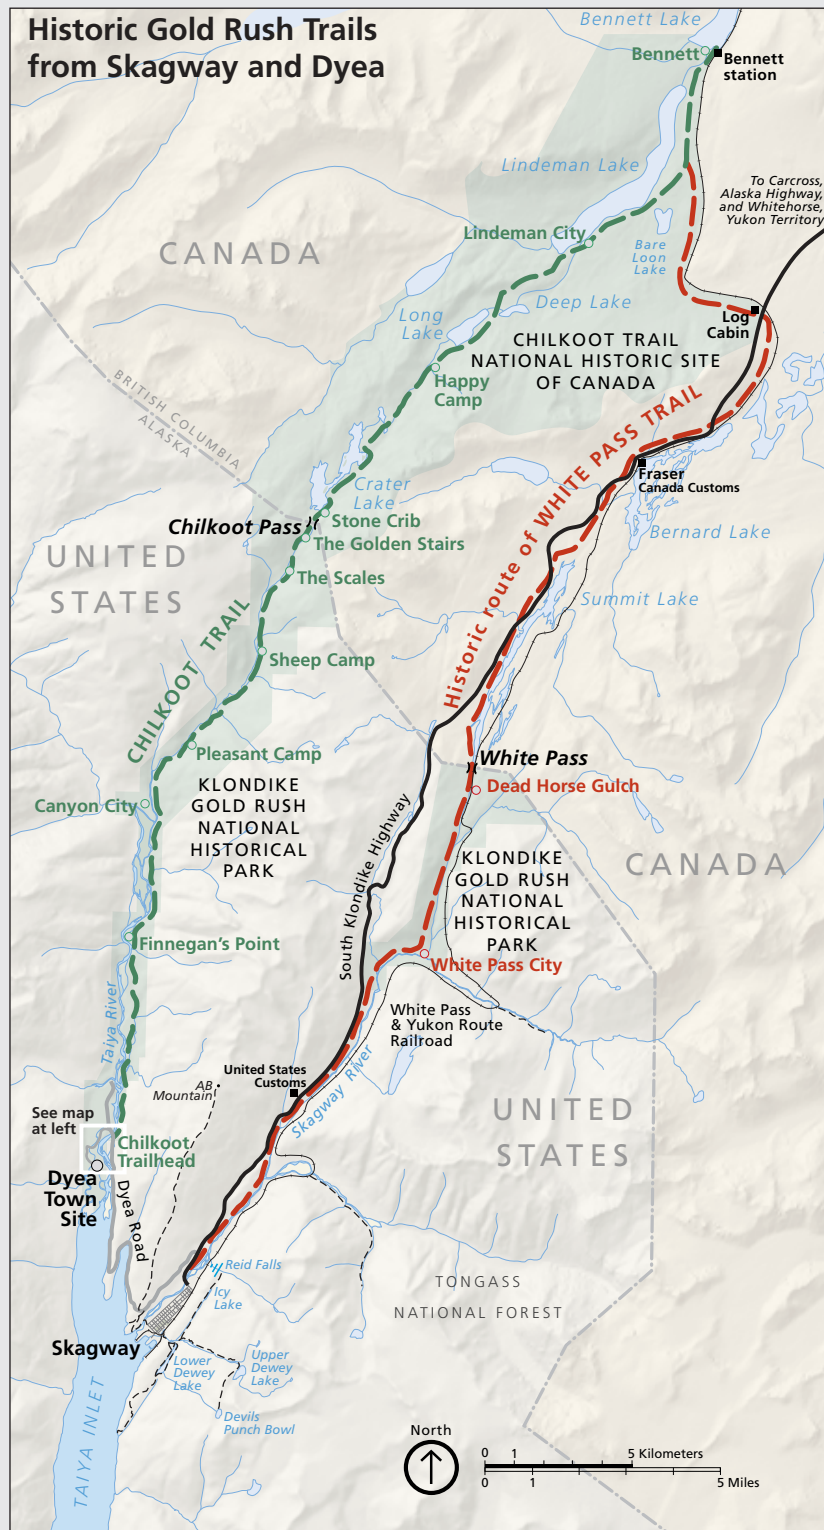 Historic Gold Rush Trails
from Skagway and Dyea
Bennett Lake
Bennett
Bennett
station
Lindeman Lake
To Carcross,
Alaska Highway,
and Whitehorse,
Yukon Territory
Lindeman City
Bare
Loon
Lake
CANADA
Deep Lake
Long
Lake
Log
Cabin
CHILKOOT TRAIL
NATIONAL HISTORIC SITE
OF CANADA
Happy
Camp
BRITISH COLUMBIA
ALASKA
Historic route of WHITE PASS TRAIL
Fraser
Canada Customs
Crater
Lake
Stone Crib
Chilkoot Pass
The Golden Stairs
Bernard Lake
UNITED
STATES
The Scales
Summit Lake
CHILKOOT TRAIL
Sheep Camp
Pleasant Camp
White Pass
Dead Horse Gulch
Canyon City
KLONDIKE
GOLD RUSH
NATIONAL
HISTORICAL
PARK
South Klondike Highway
KLONDIKE
GOLD RUSH
NATIONAL
HISTORICAL
PARK
CANADA
Finnegan's Point
White Pass City
Taiya River
White Pass
& Yukon Route
Railroad
United States
Customs
AB
Mountain
Skagway River
See map
at left
UNITED
STATES
Chilkoot
Trailhead
Dyea
Town
Site
Dyea Road
Reid Falls
Icy
Lake
TONGASS
NATIONAL FOREST
Skagway
Lower
Dewey
Lake
Upper
Dewey
Lake
Devils
Punch Bowl
TAIYA INLET
North
0 1 5 Kilometers
0 1 5 Miles